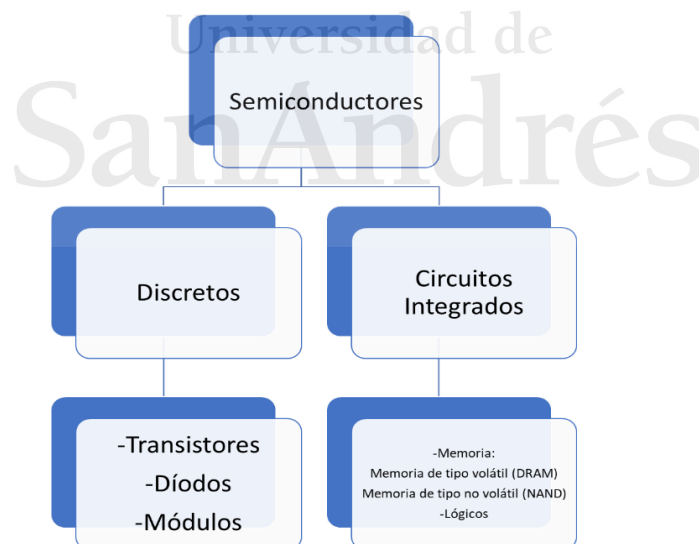 Universidad de
SanAndrés
Semiconductores
Discretos
Circuitos
Integrados
-Transistores
-Díodos
-Módulos
-Memoria:
Memoria de tipo volátil (DRAM)
Memoria de tipo no volátil (NAND)
-Lógicos